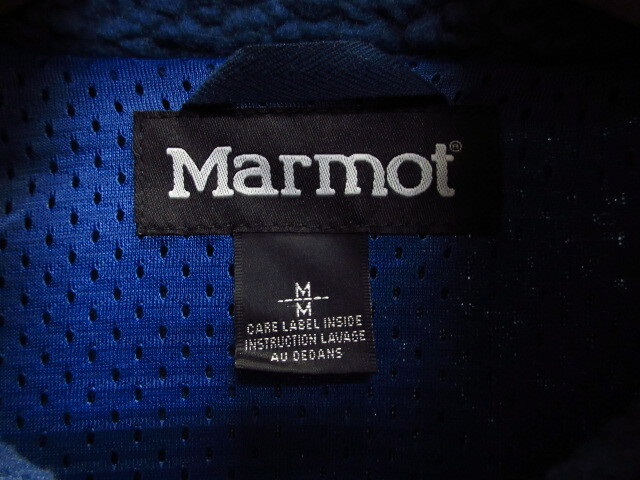 Marmot®
M
M
CARE LABEL INSIDE
INSTRUCTION LAVAGE
AU DEDANS